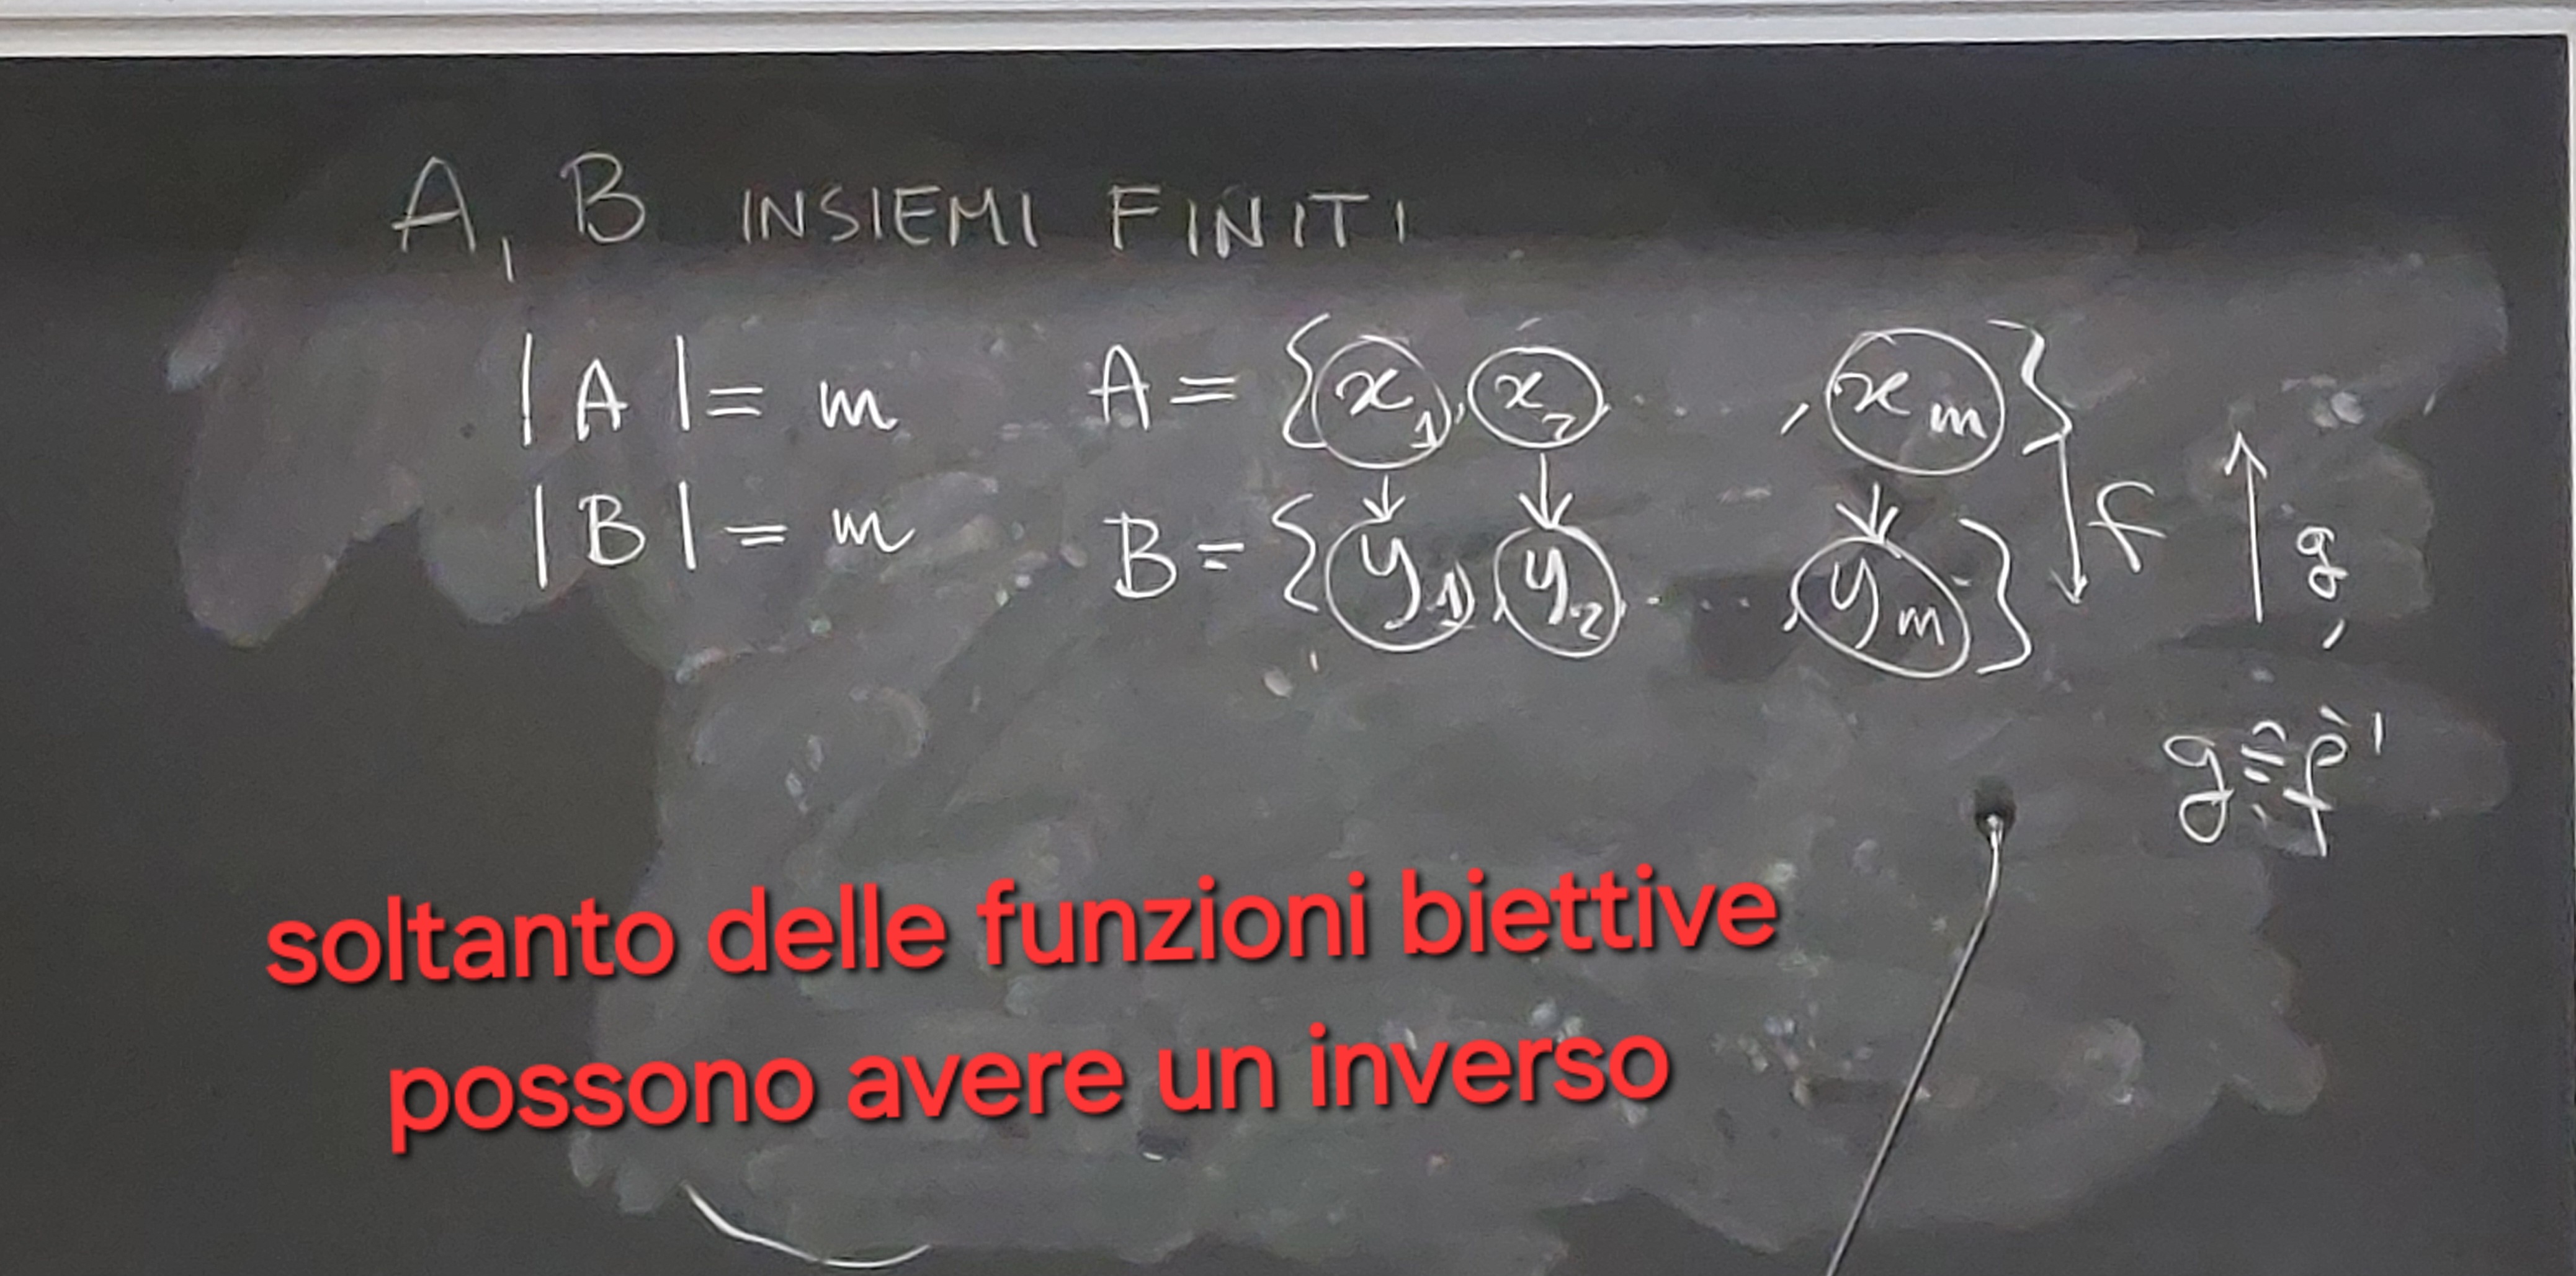 A, B INSIEMI FINITI
|A| = m A = {x₁, x₂, . . . , xₘ}
|B| = m B = {y₁, y₂, . . . , yₘ}
f g
g = f⁻¹
soltanto delle funzioni biettive
possono avere un inverso